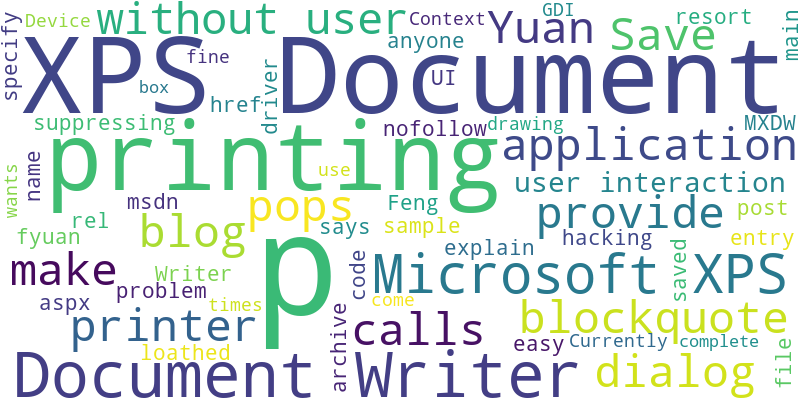 specify
Device
without user
Context
GDI
resort
main
anyone
Yuan
Save
XPS Document
fine
box
UI
href
driver
suppressing
nofollow
drawing
MXDW
printing
application
wants
name
use
user interaction
msdn
pops
Feng
provide
post
rel
blog
says
sample
fyuan
hacking
entry
p
code
explain
saved
make
Writer
Microsoft XPS
problem
aspx
times
come
blockquote
printer
archive
calls
loathed
easy
Currently
complete
Document Writer
dialog
file